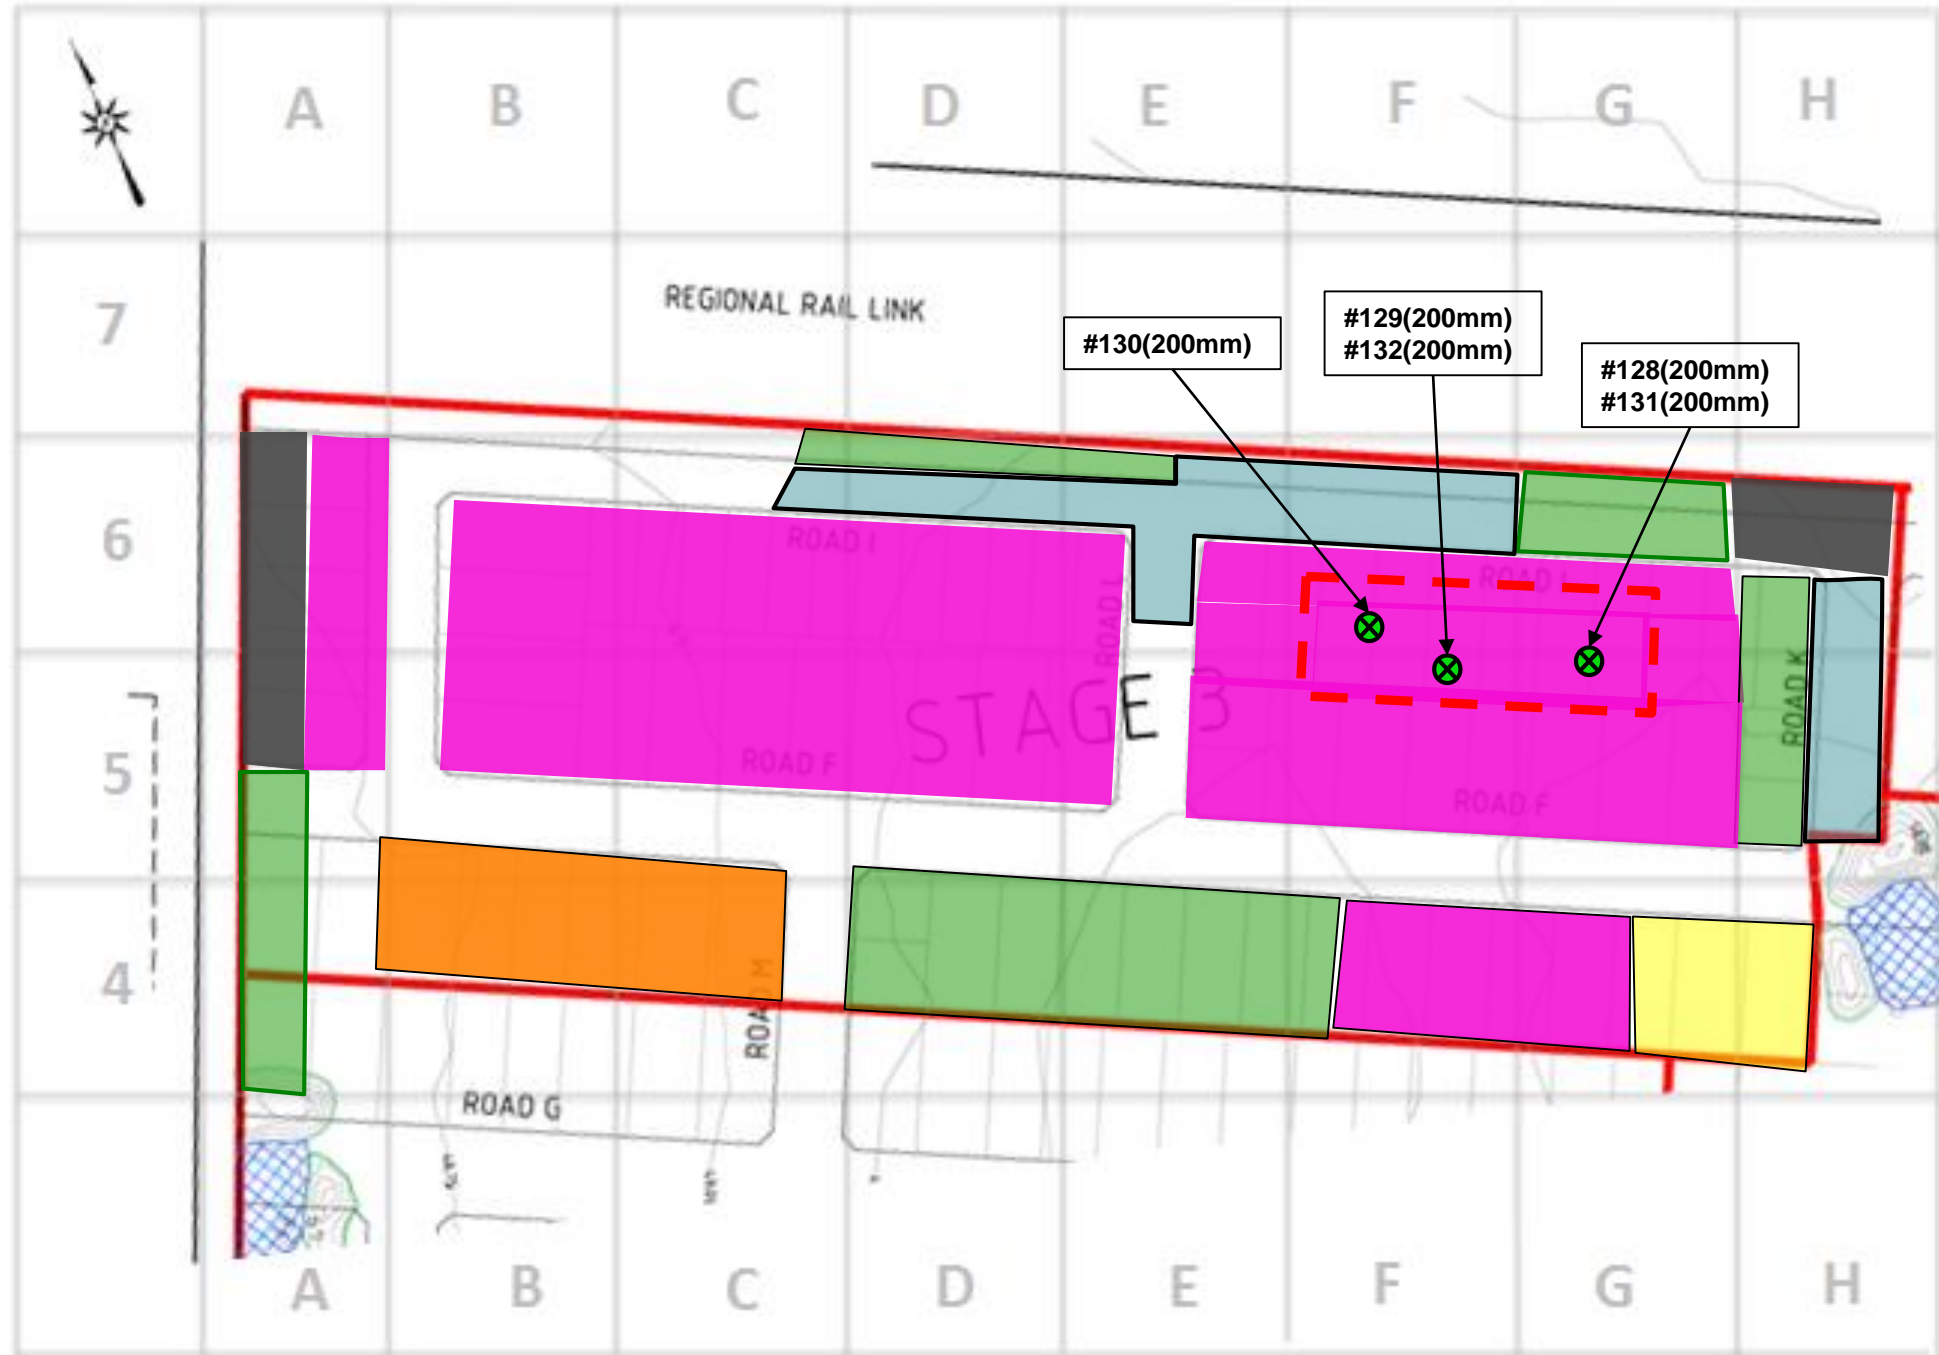 A B C D E F G H
7
REGIONAL RAIL LINK
#130(200mm)
#129(200mm)
#132(200mm)
#128(200mm)
#131(200mm)
6
ROAD I
ROAD I
ROAD L
ROAD K
STAGE 3
5
ROAD F
ROAD F
4
ROAD M
ROAD G
A B C D E F G H